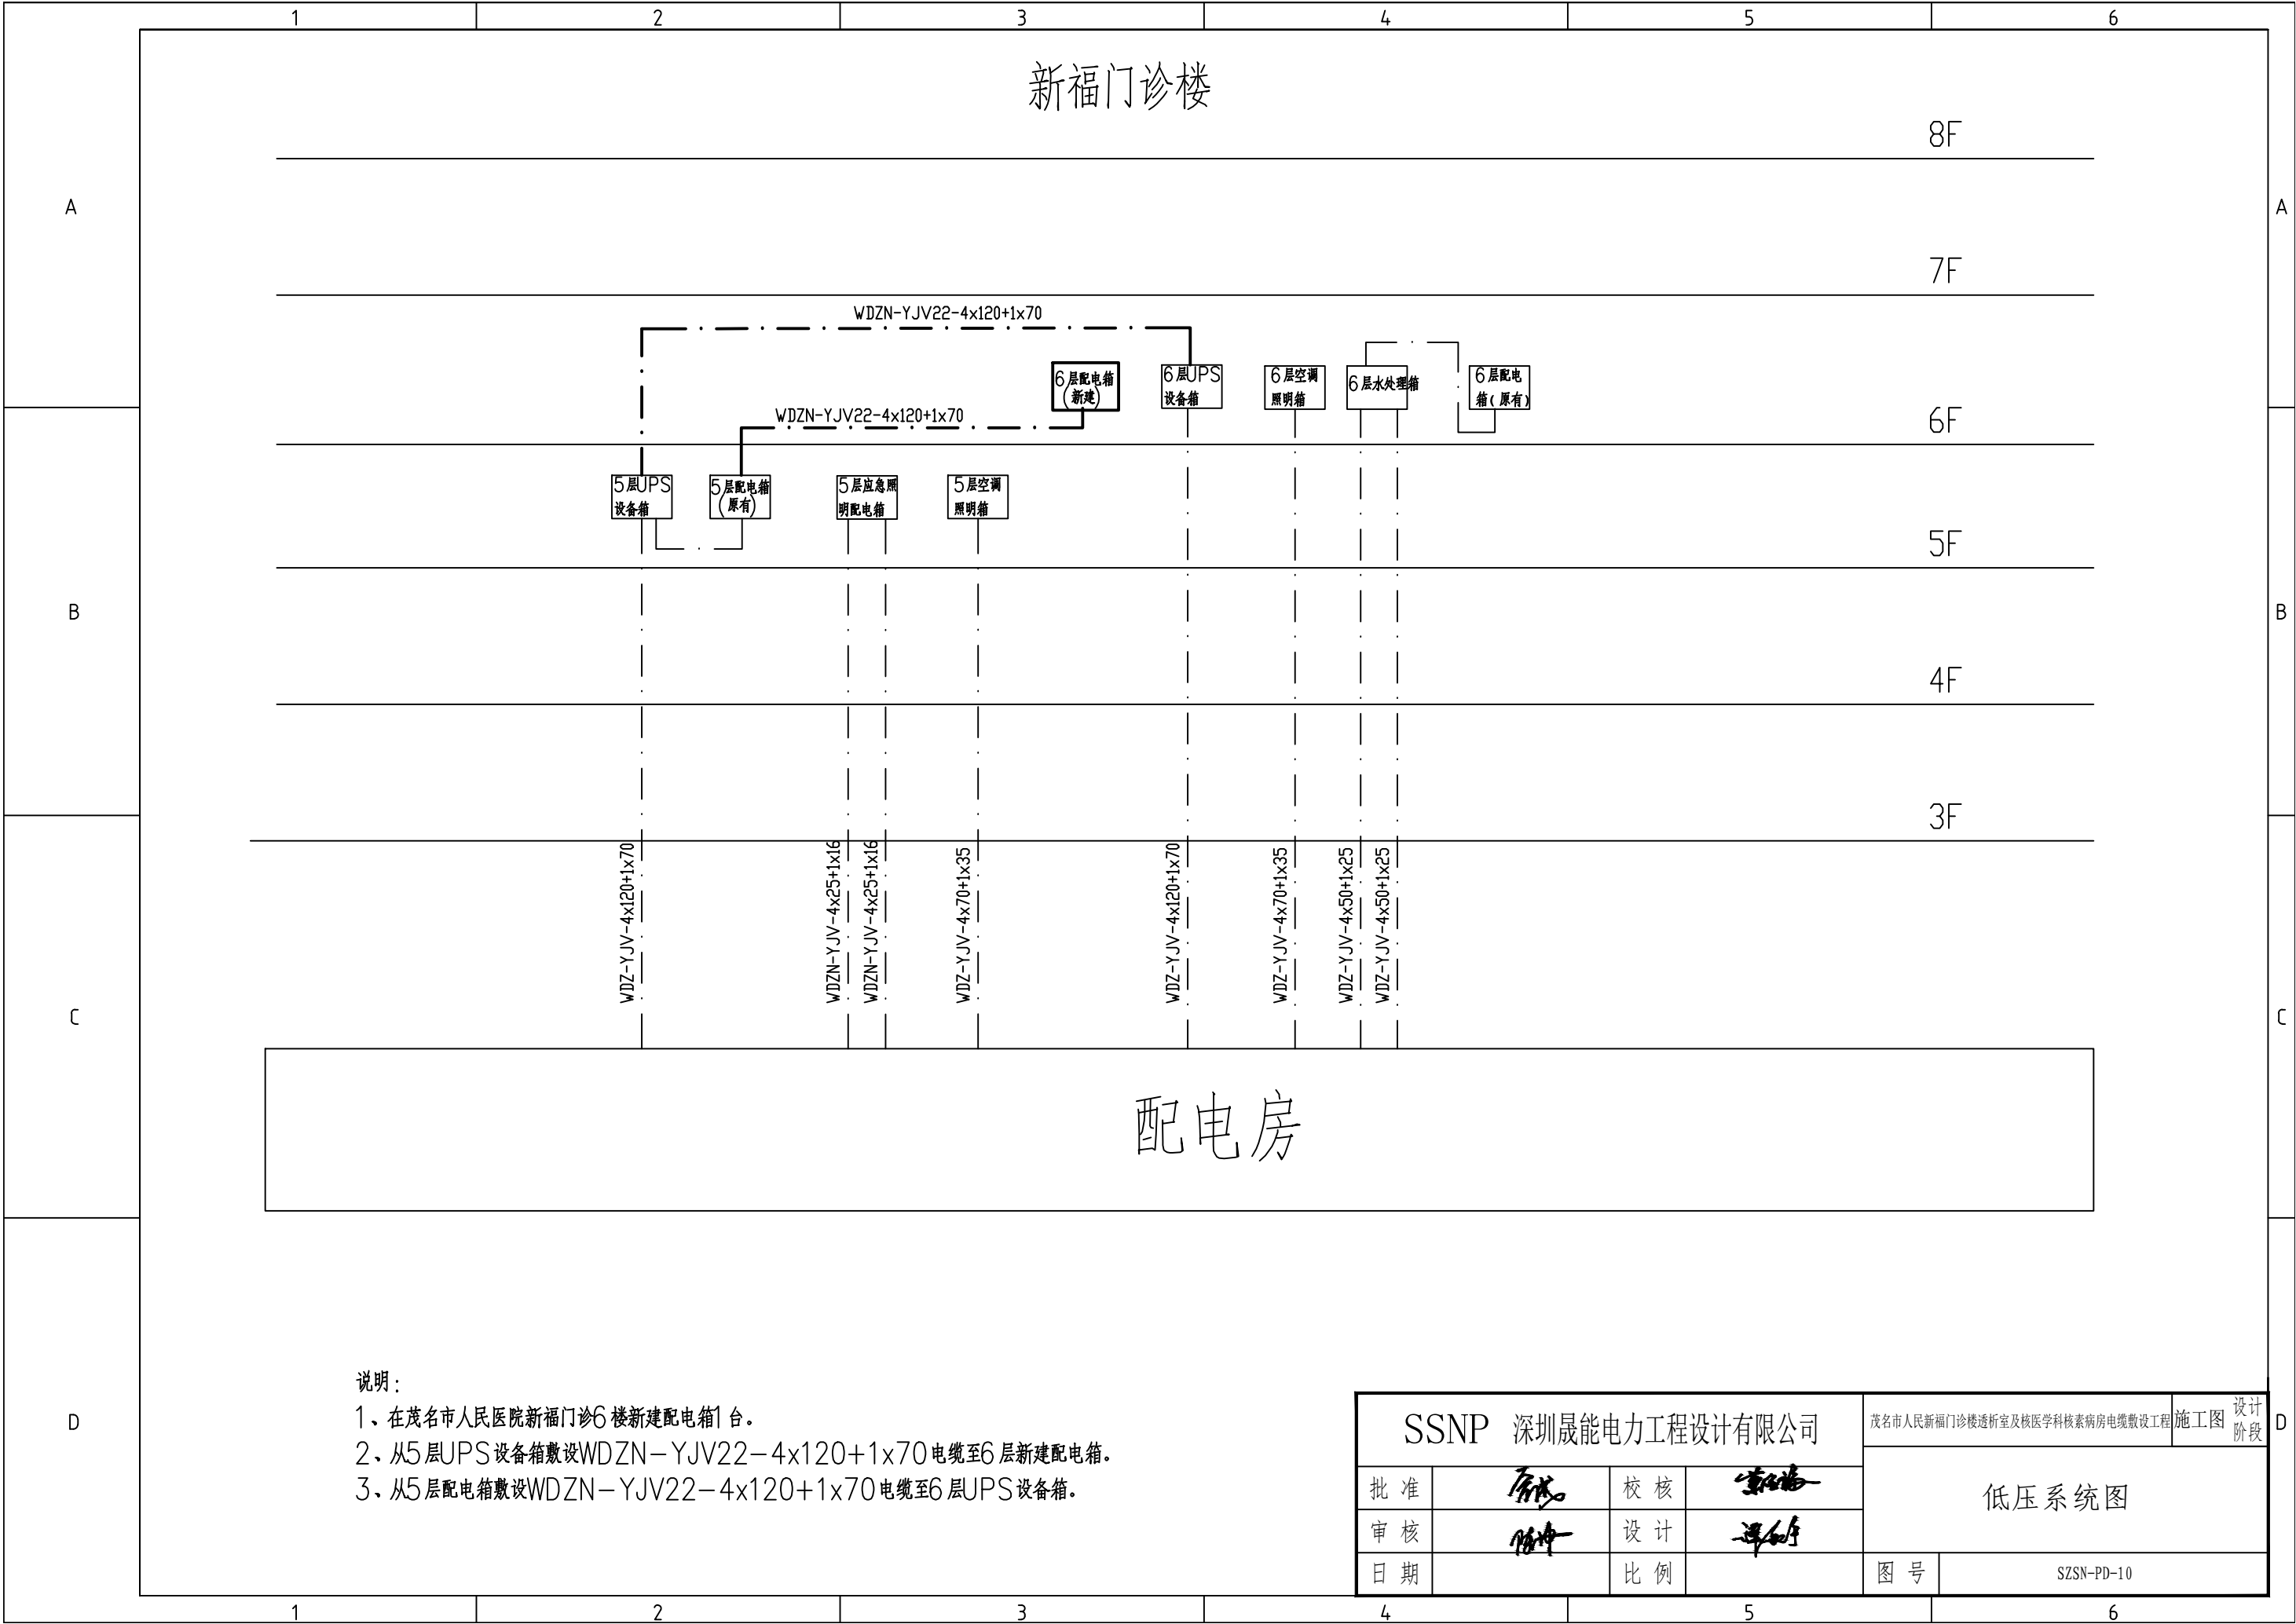 1 2 3 4 5 6
新福门诊楼
8F
A A
7F
WDZN-YJV22-4x120+1x70
6层配电箱
(新建)
6层UPS
设备箱
6层空调
照明箱
6层水处理箱
6层配电
箱(原有)
WDZN-YJV22-4x120+1x70
6F
5层UPS
设备箱
5层配电箱
(原有)
5层应急照
明配电箱
5层空调
照明箱
5F
B B
4F
3F
WDZ-YJV-4x120+1x70
WDZN-YJV-4x25+1x16
WDZN-YJV-4x25+1x16
WDZ-YJV-4x70+1x35
WDZ-YJV-4x120+1x70
WDZ-YJV-4x70+1x35
WDZ-YJV-4x50+1x25
WDZ-YJV-4x50+1x25
C C
配电房
说明:
1、在茂名市人民医院新福门诊6楼新建配电箱1台。
2、从5层UPS设备箱敷设WDZN-YJV22-4x120+1x70电缆至6层新建配电箱。
3、从5层配电箱敷设WDZN-YJV22-4x120+1x70电缆至6层UPS设备箱。
D D
SSNP 深圳晟能电力工程设计有限公司
茂名市人民新福门诊楼透析室及核医学科核素病房电缆敷设工程
施工图
设计
阶段
批 准
校 核
低压系统图
审 核
设 计
日 期
比 例
图 号
SZSN-PD-10
1 2 3 4 5 6